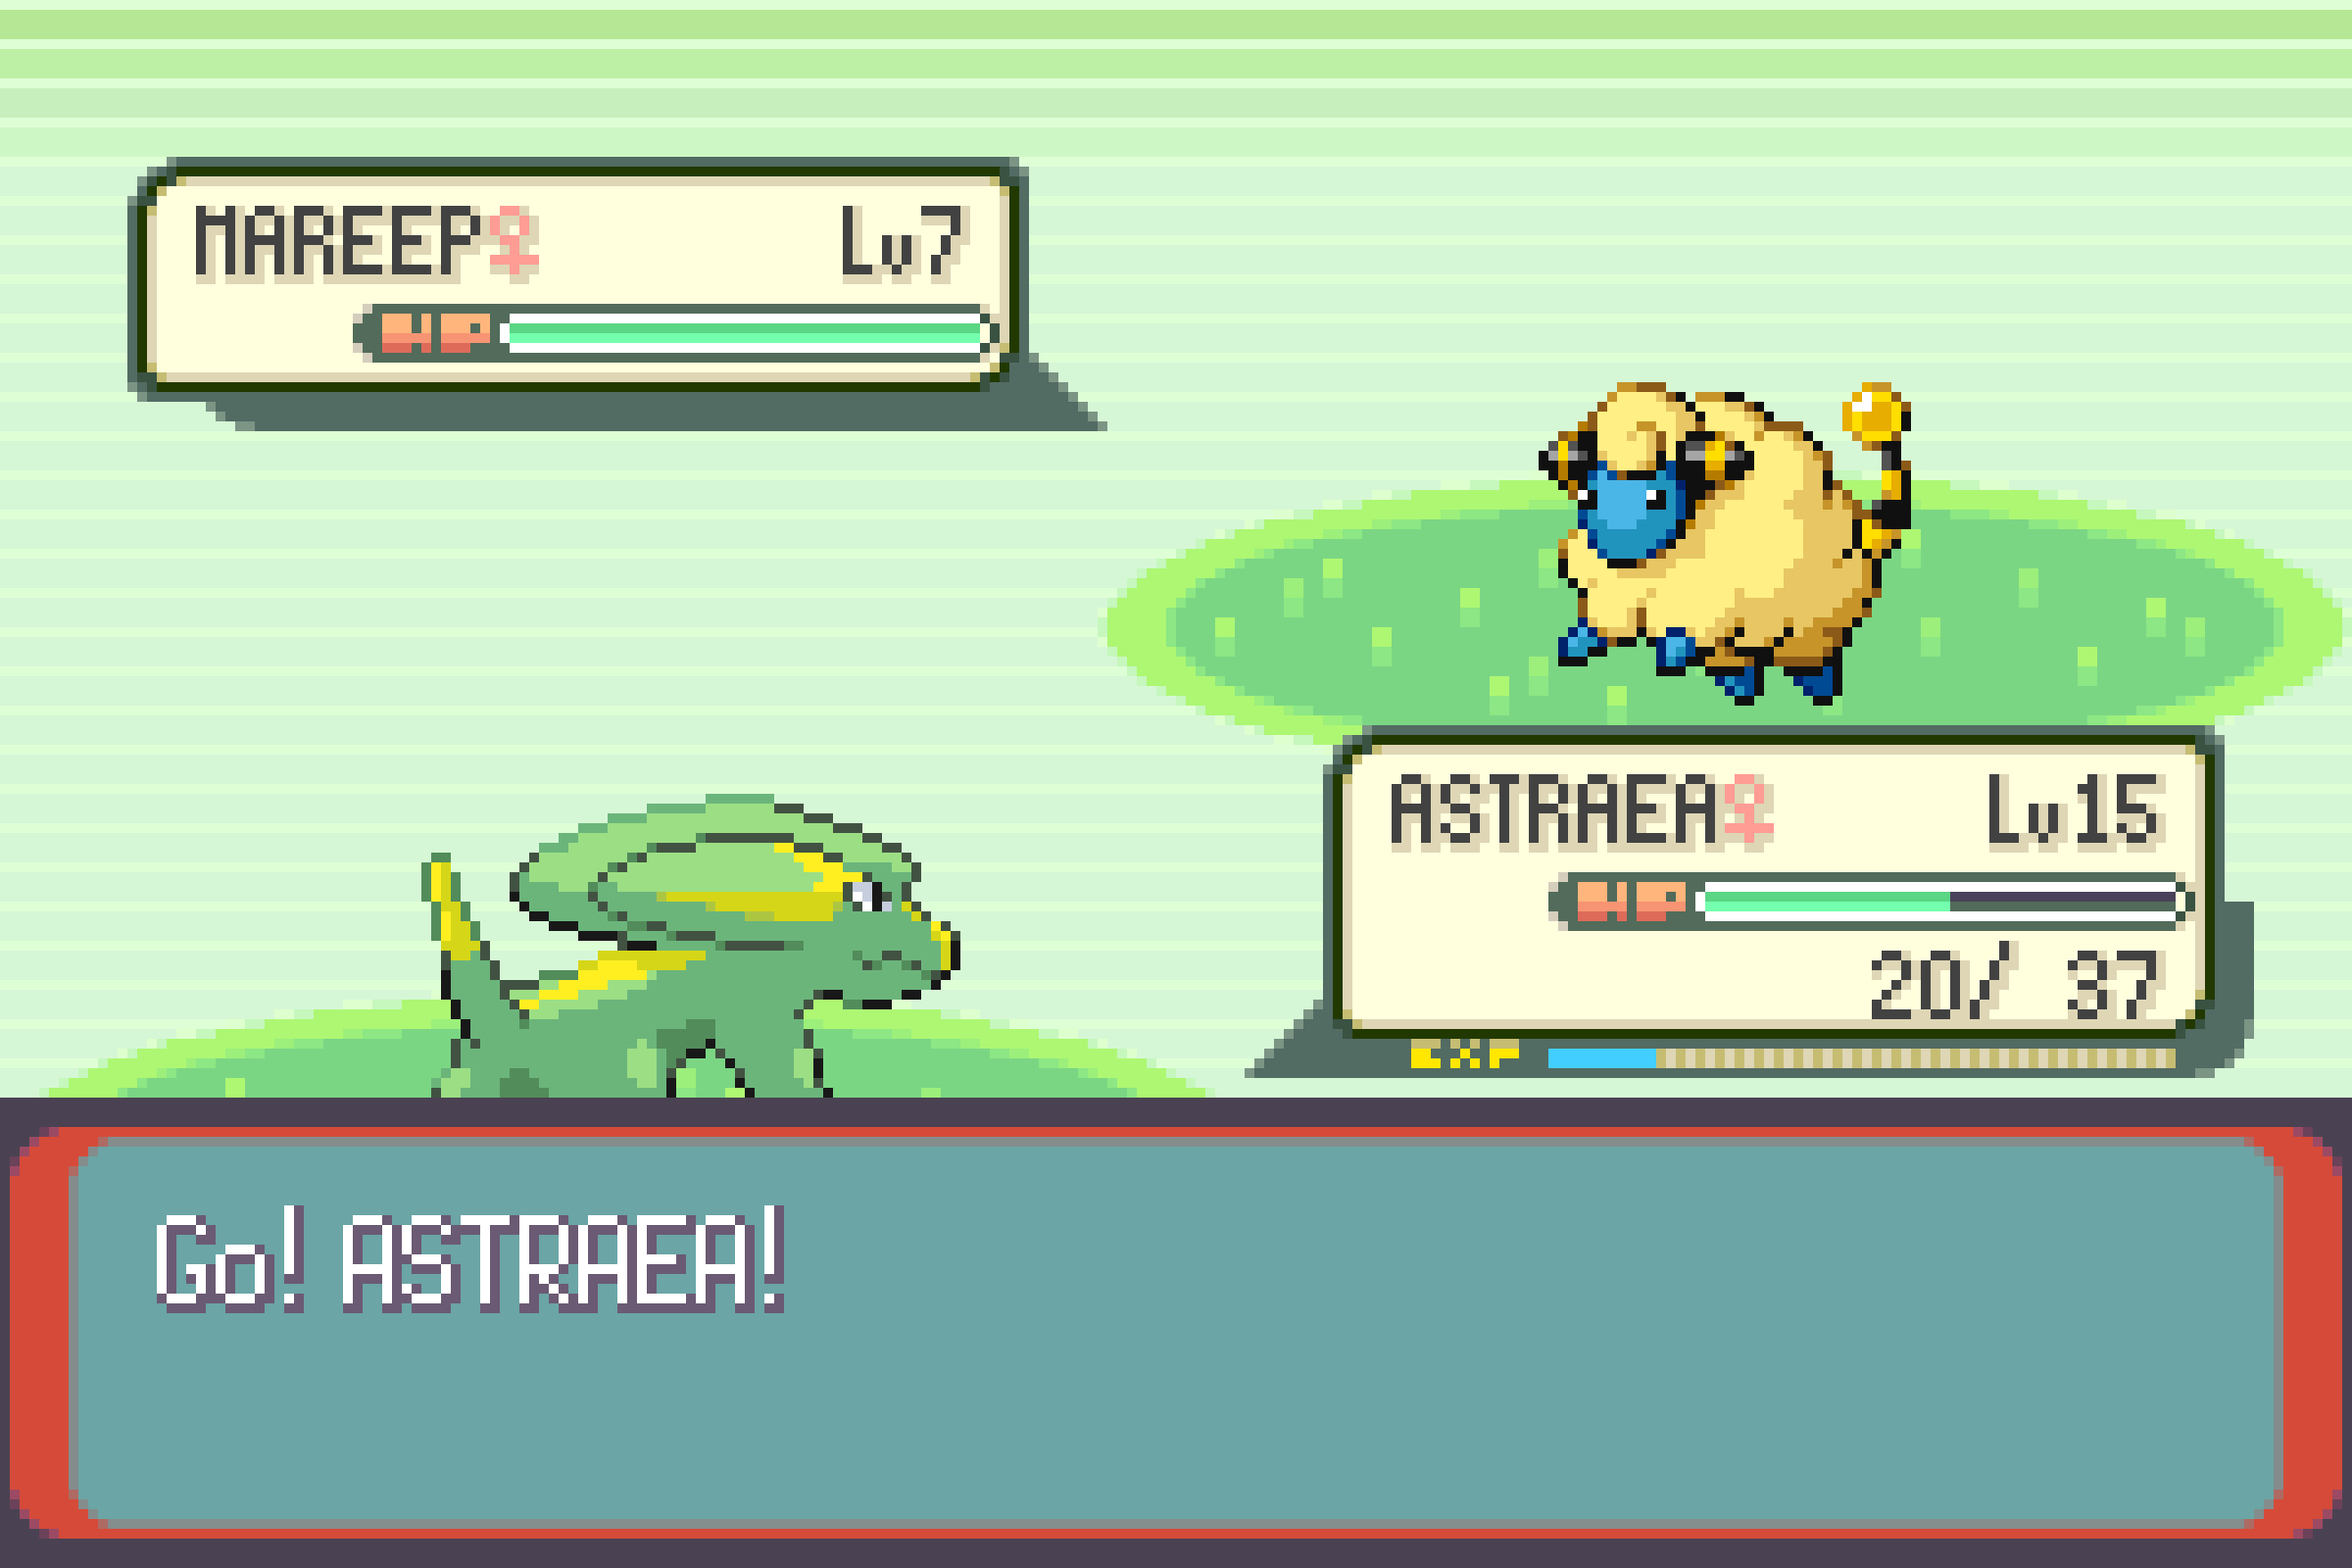 MAREEP♀ Lv7
HP
ASTRAEA♀ Lv15
HP
20/ 37
EXP
Go! ASTRAEA!